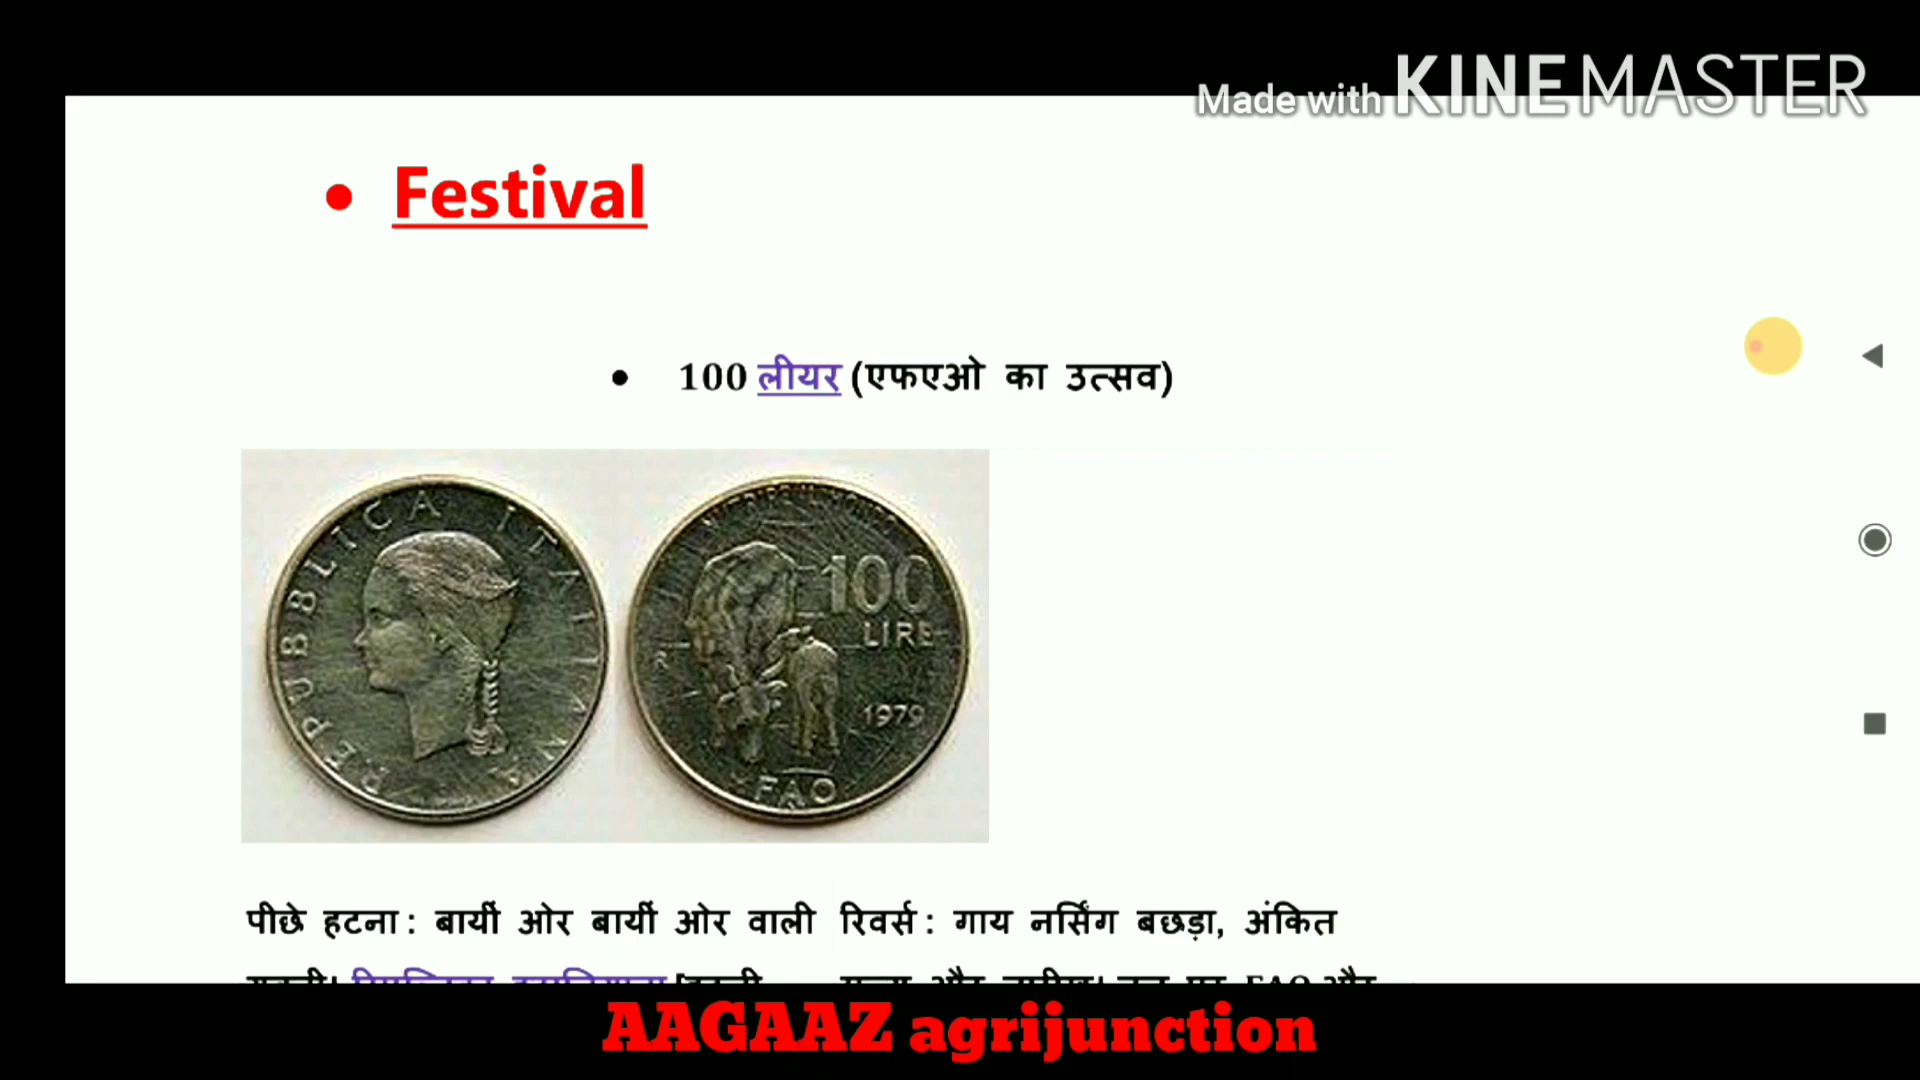 Made with KINEMASTER
• Festival
• 100 लीयर (एफएओ का उत्सव)
REPUBBLICA ITALIANA
100
LIRE
R
1979
FAO
पीछे हटना : बायीं ओर बायीं ओर वाली
रिवर्स : गाय नर्सिंग बछड़ा, अंकित
AAGAAZ agrijunction